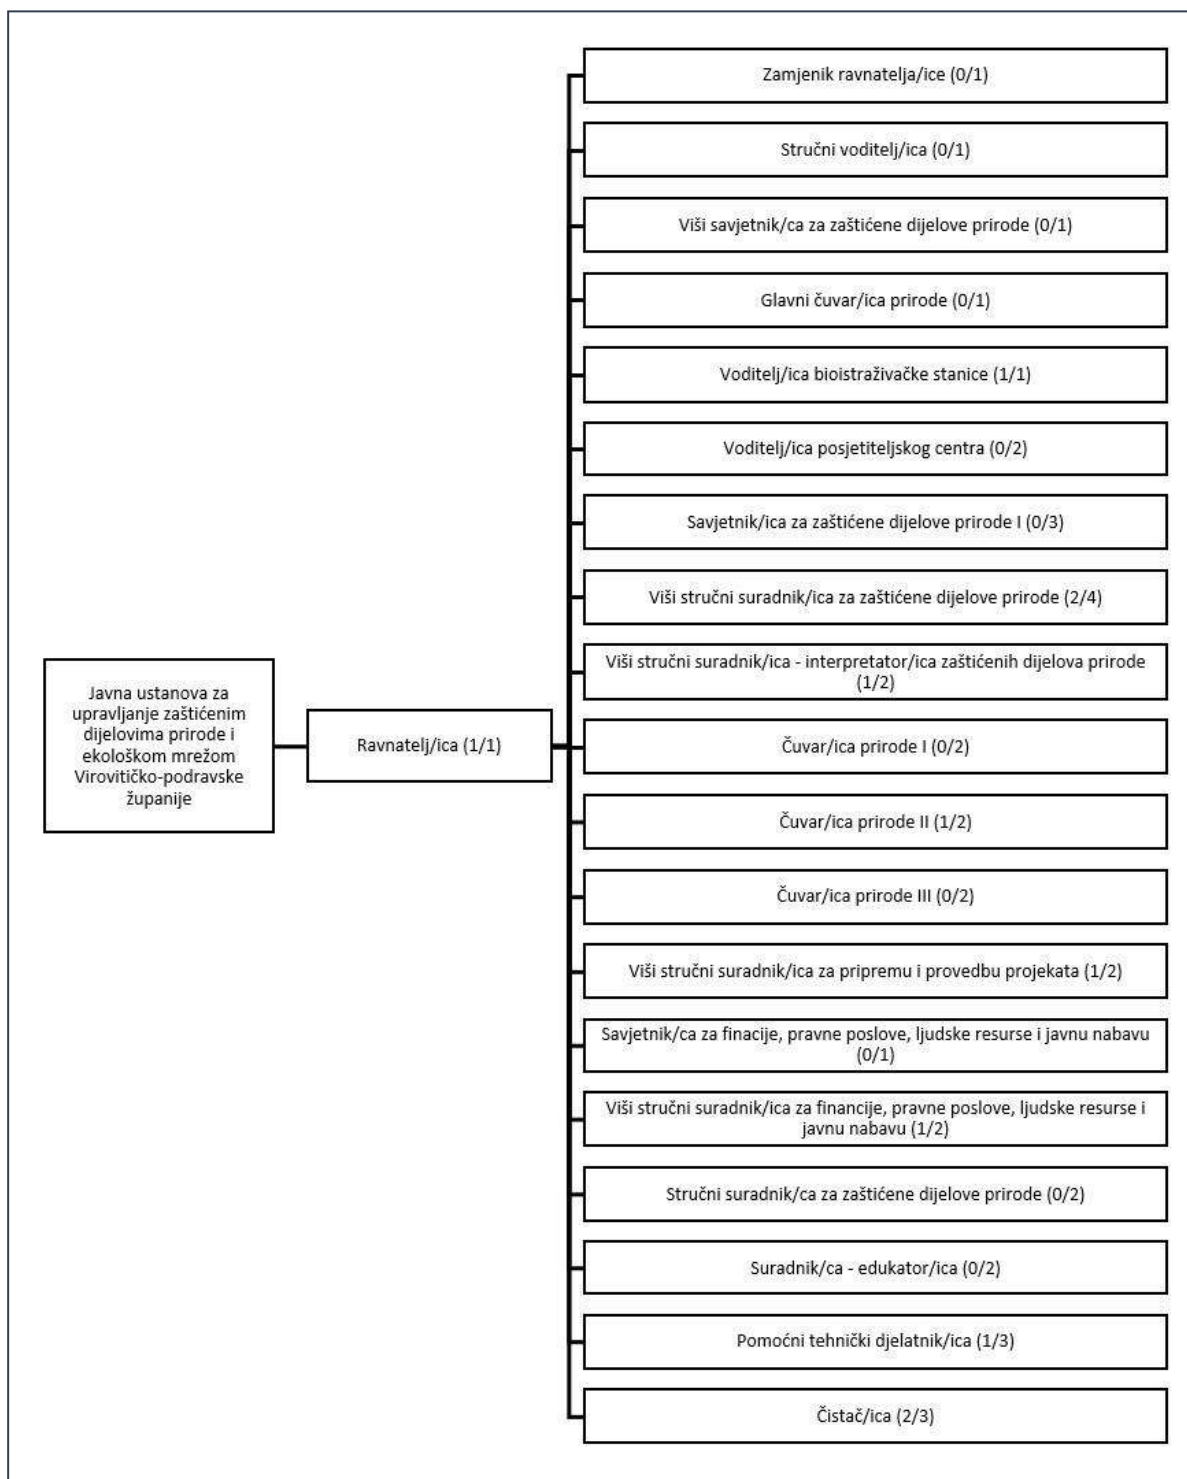 Zamjenik ravnatelja/ice (0/1)
Stručni voditelj/ica (0/1)
Viši savjetnik/ca za zaštićene dijelove prirode (0/1)
Glavni čuvar/ica prirode (0/1)
Voditelj/ica bioistraživačke stanice (1/1)
Voditelj/ica posjetiteljskog centra (0/2)
Savjetnik/ica za zaštićene dijelove prirode I (0/3)
Viši stručni suradnik/ica za zaštićene dijelove prirode (2/4)
Viši stručni suradnik/ica - interpretator/ica zaštićenih dijelova prirode
(1/2)
Javna ustanova za
upravljanje zaštićenim
dijelovima prirode i
ekološkom mrežom
Virovitičko-podravske
županije
Ravnatelj/ica (1/1)
Čuvar/ica prirode I (0/2)
Čuvar/ica prirode II (1/2)
Čuvar/ica prirode III (0/2)
Viši stručni suradnik/ica za pripremu i provedbu projekata (1/2)
Savjetnik/ca za finacije, pravne poslove, ljudske resurse i javnu nabavu
(0/1)
Viši stručni suradnik/ica za financije, pravne poslove, ljudske resurse i
javnu nabavu (1/2)
Stručni suradnik/ca za zaštićene dijelove prirode (0/2)
Suradnik/ca - edukator/ica (0/2)
Pomoćni tehnički djelatnik/ica (1/3)
Čistač/ica (2/3)